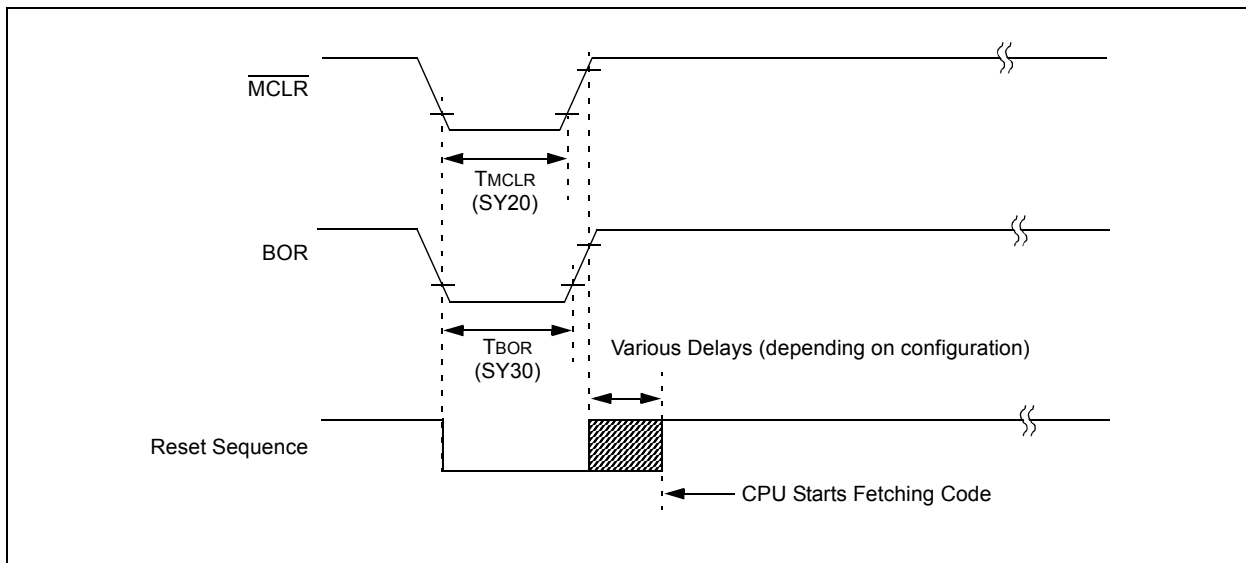 MCLR
TMCLR
(SY20)
BOR
TBOR
(SY30)
Various Delays (depending on configuration)
Reset Sequence
CPU Starts Fetching Code